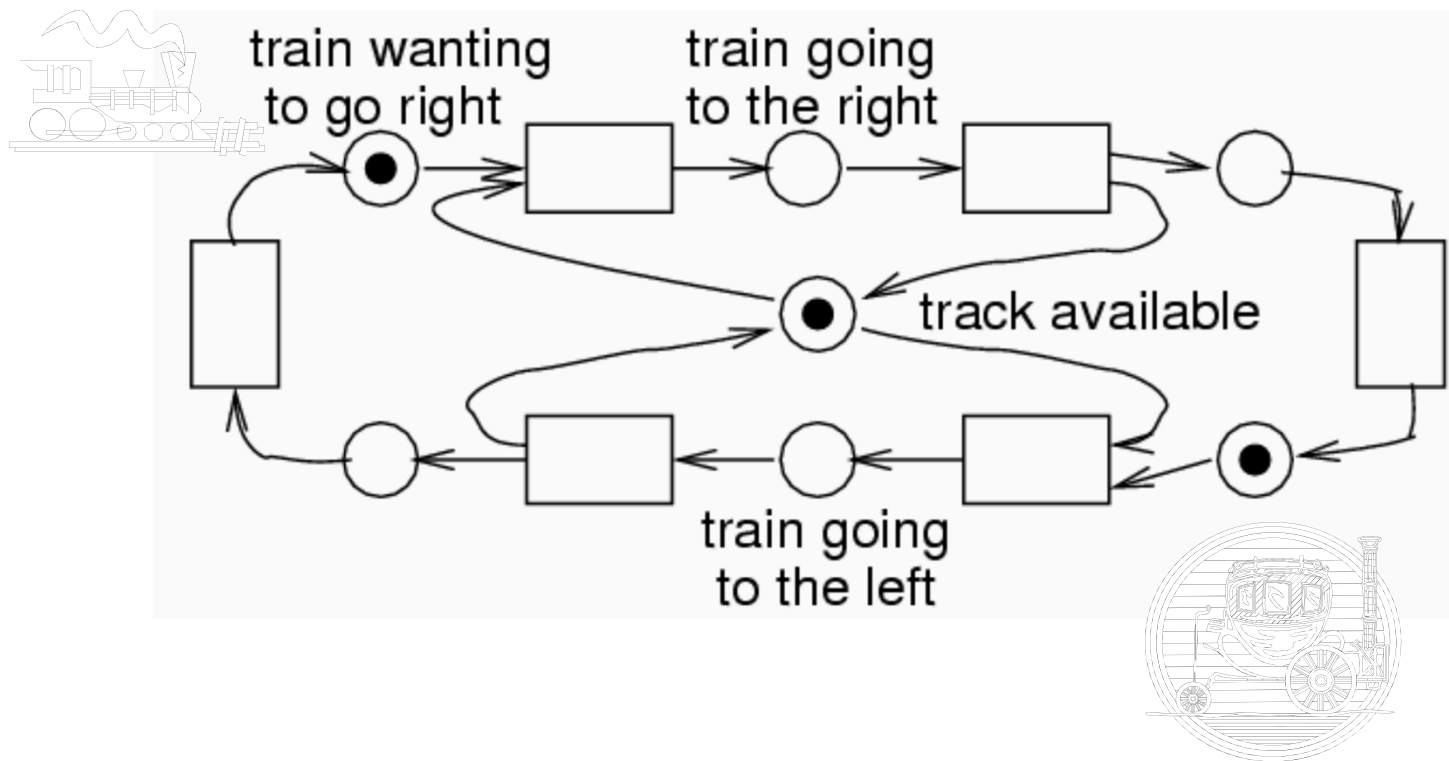 train wanting
to go right
train going
to the right
track available
train going
to the left